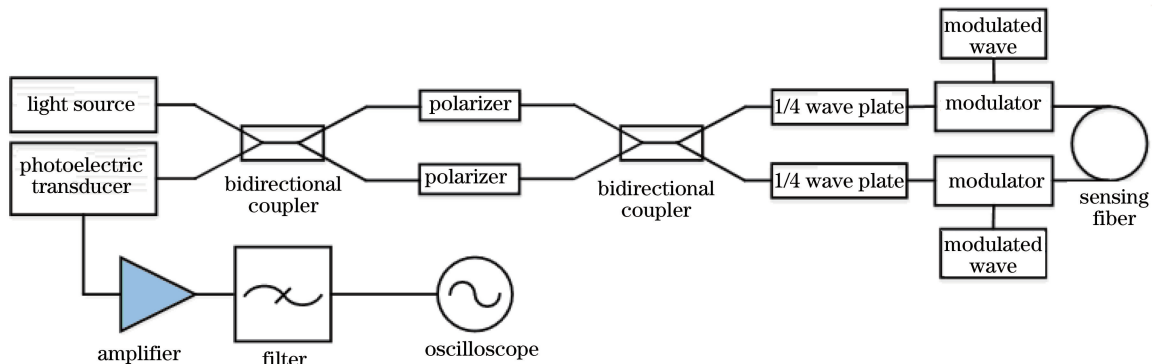 modulated
wave
light source
polarizer
1/4 wave plate
modulator
photoelectric
transducer
bidirectional
coupler
polarizer
bidirectional
coupler
1/4 wave plate
modulator
sensing
fiber
modulated
wave
amplifier
filter
oscilloscope